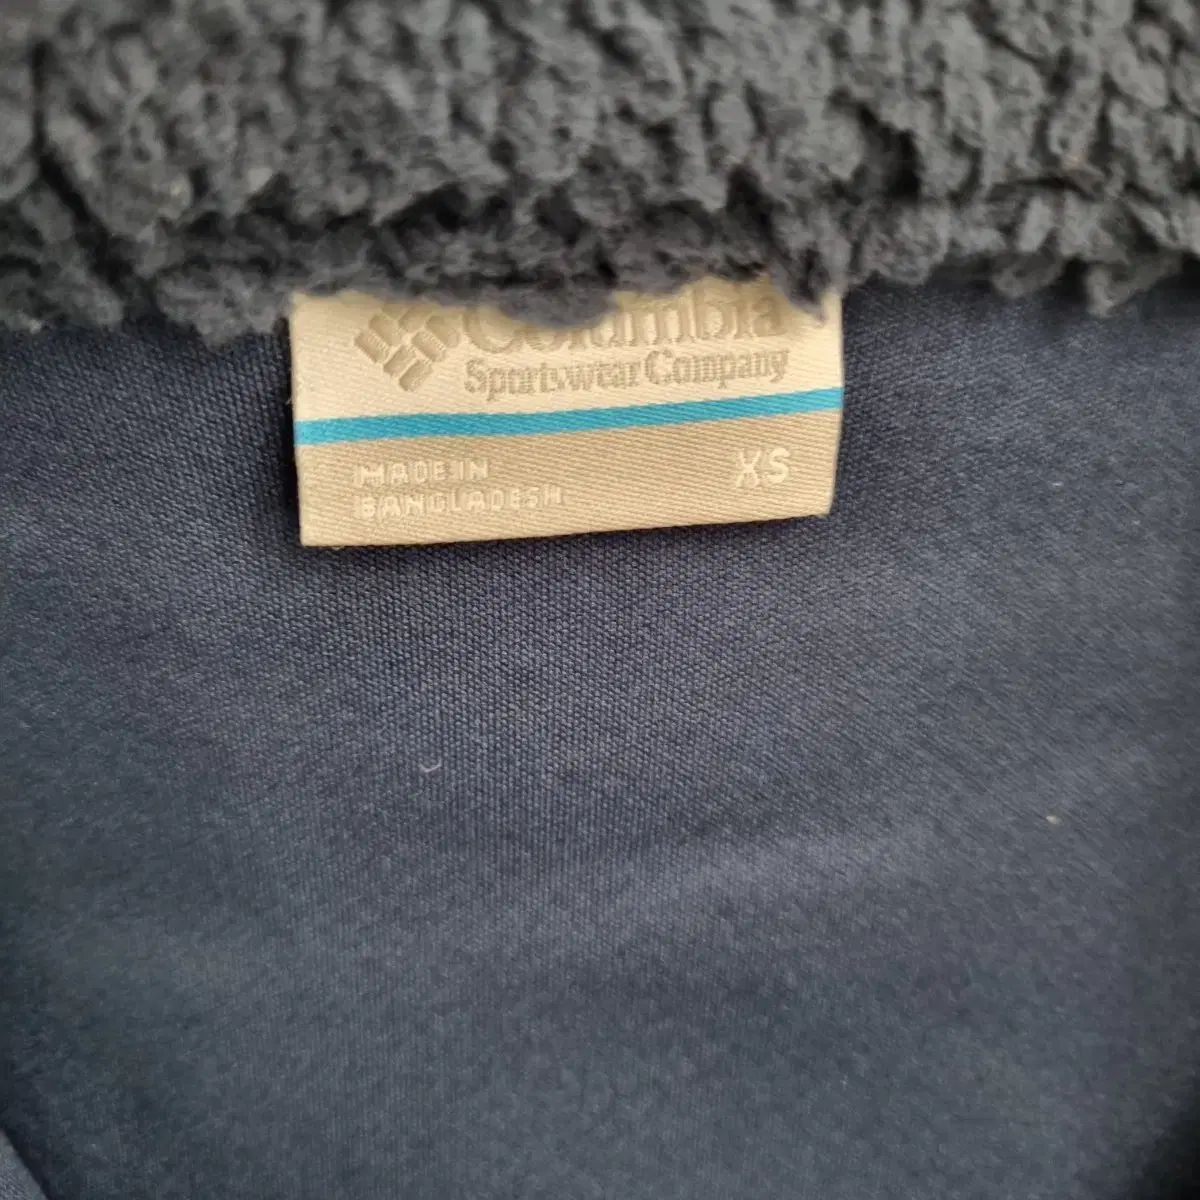 Columbia
Sportswear Company
MADE IN
BANGLADESH
XS